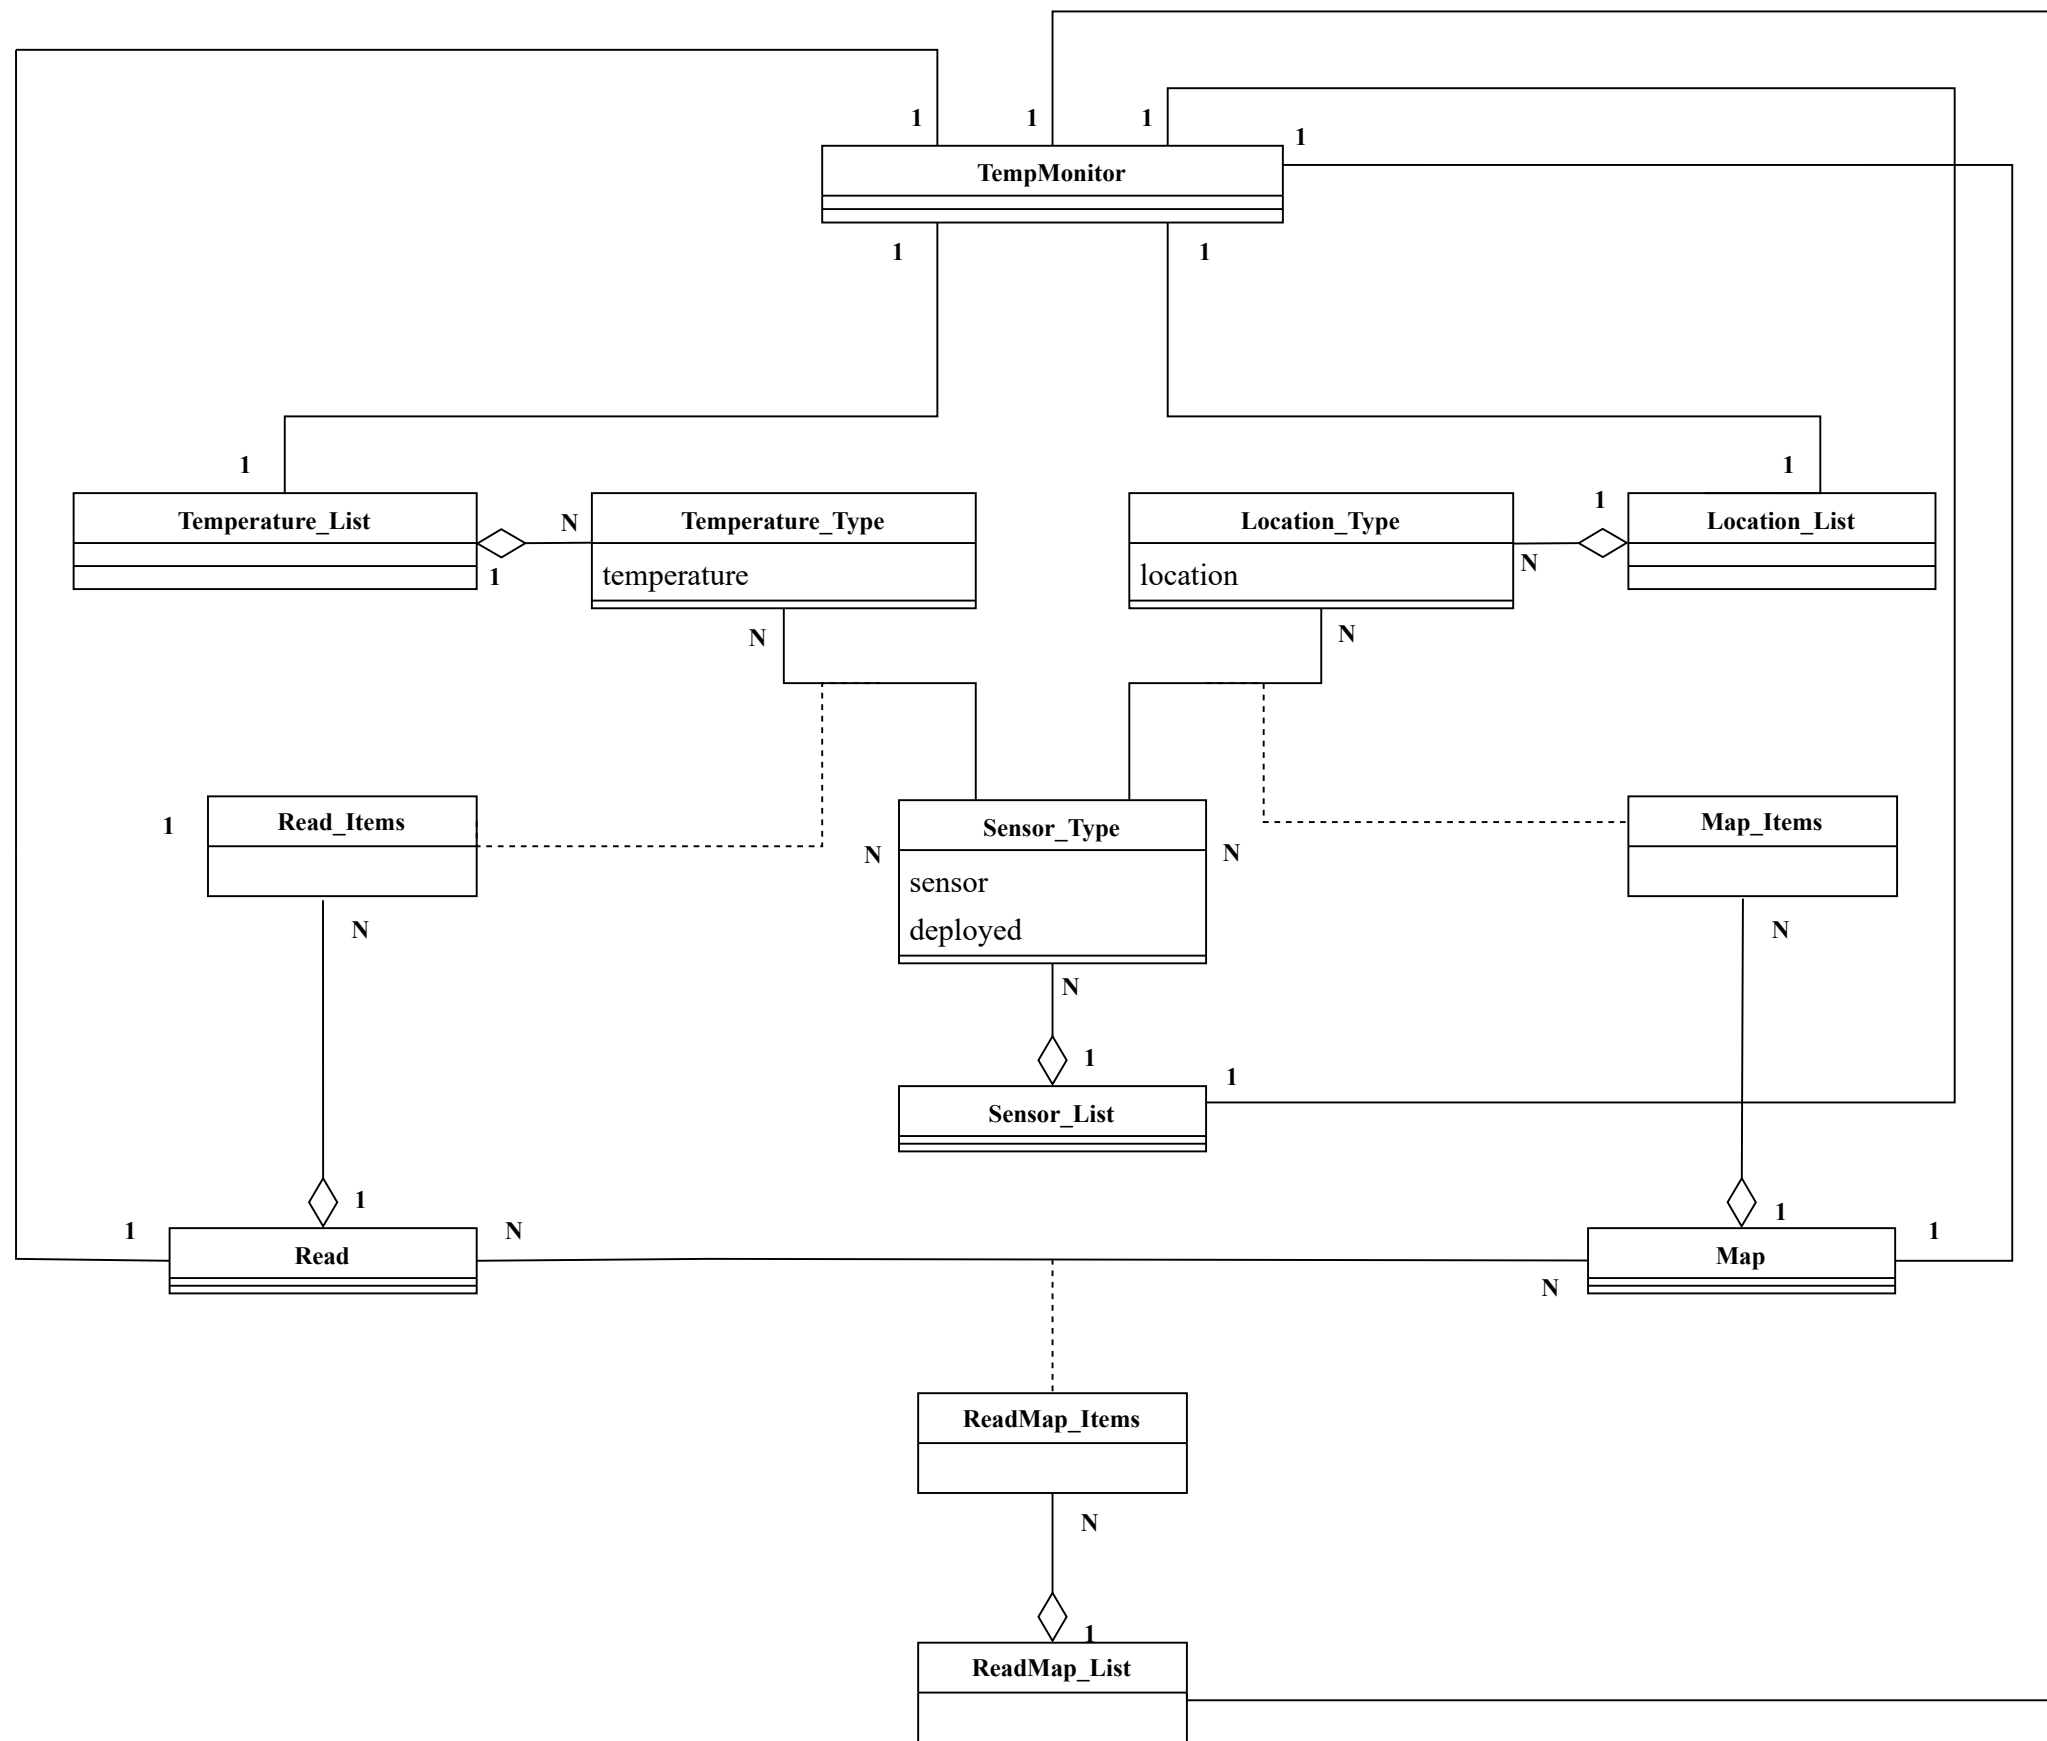 1 1 1 1
TempMonitor
1 1
1 1
Temperature_List N Temperature_Type Location_Type 1 Location_List
1 temperature location N
N N
1 Read_Items Sensor_Type Map_Items
N N
sensor
deployed
N N
N
1
1
Sensor_List
1 1
1 N 1
Read Map
N
ReadMap_Items
N
1
ReadMap_List